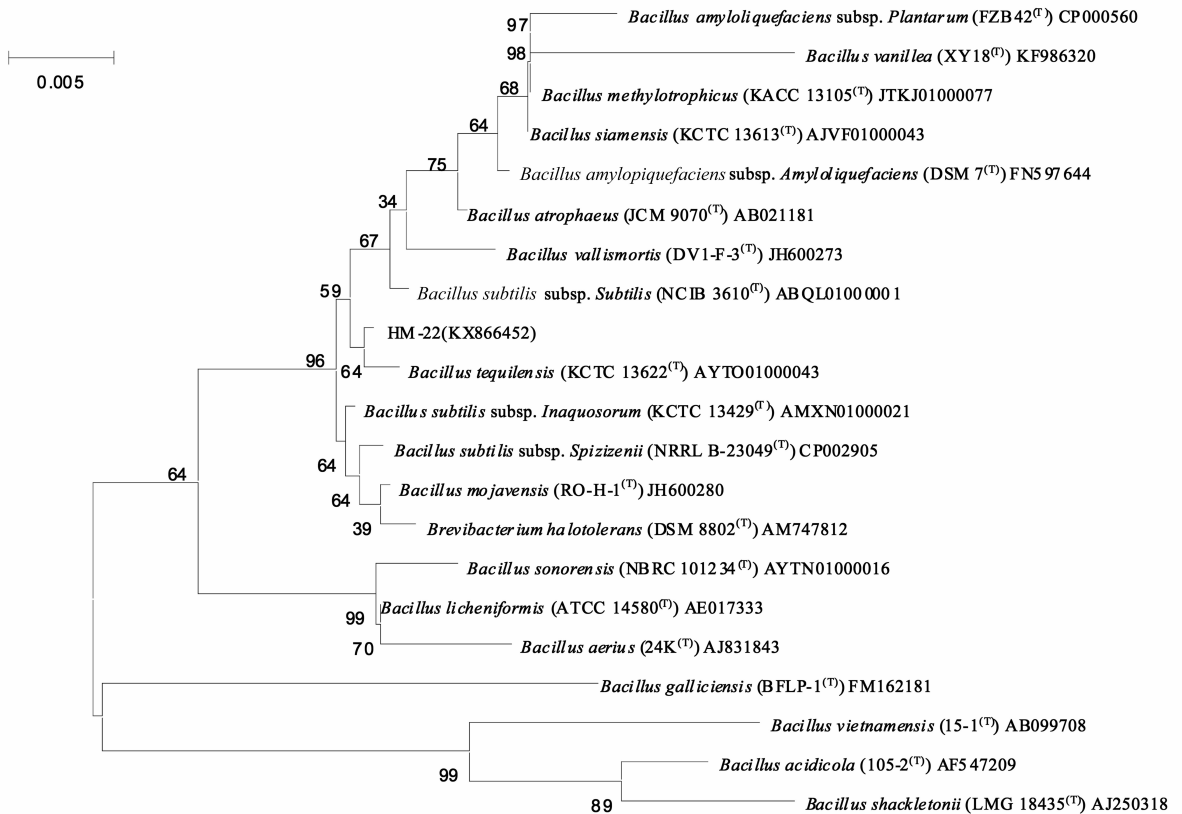 97
Bacillus amyloliquefaciens subsp. Plantarum (FZB42(T)) CP000560
98
Bacillus vanillea (XY18(T)) KF986320
0.005
68
Bacillus methylotrophicus (KACC 13105(T)) JTKJ01000077
64
Bacillus siamensis (KCTC 13613(T)) AJVF01000043
75
Bacillus amylopiquefaciens subsp. Amyloliquefaciens (DSM 7(T)) FN597644
34
Bacillus atrophaeus (JCM 9070(T)) AB021181
67
Bacillus vallismortis (DV1-F-3(T)) JH600273
59
Bacillus subtilis subsp. Subtilis (NCIB 3610(T)) ABQL01000001
HM-22(KX866452)
96
64
Bacillus tequilensis (KCTC 13622(T)) AYTO01000043
Bacillus subtilis subsp. Inaquosorum (KCTC 13429(T)) AMXN01000021
64
Bacillus subtilis subsp. Spizizenii (NRRL B-23049(T)) CP002905
64
64
Bacillus mojavensis (RO-H-1(T)) JH600280
39
Brevibacterium halotolerans (DSM 8802(T)) AM747812
Bacillus sonorensis (NBRC 101234(T)) AYTN01000016
99
Bacillus licheniformis (ATCC 14580(T)) AE017333
70
Bacillus aerius (24K(T)) AJ831843
Bacillus galliciensis (BFLP-1(T)) FM162181
Bacillus vietnamensis (15-1(T)) AB099708
99
Bacillus acidicola (105-2(T)) AF547209
89
Bacillus shackletonii (LMG 18435(T)) AJ250318